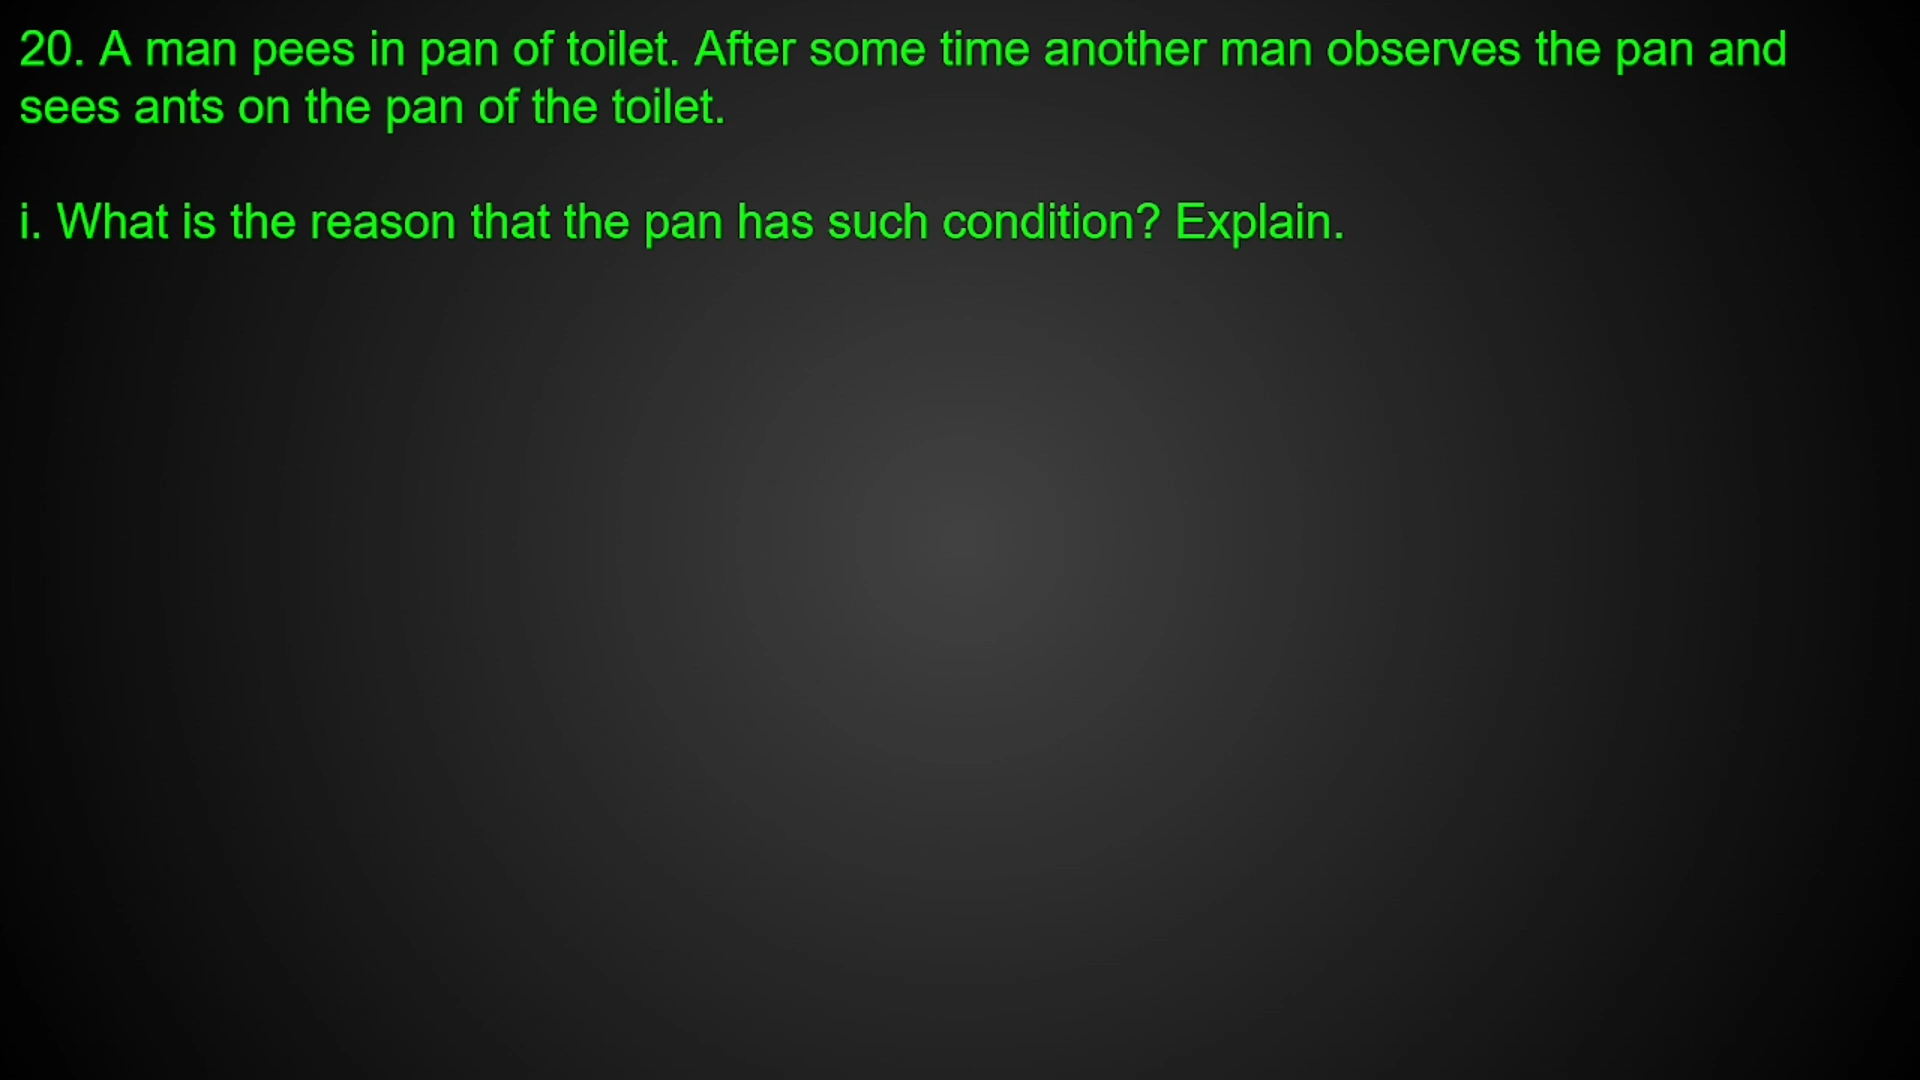 20. A man pees in pan of toilet. After some time another man observes the pan and
sees ants on the pan of the toilet.
i. What is the reason that the pan has such condition? Explain.